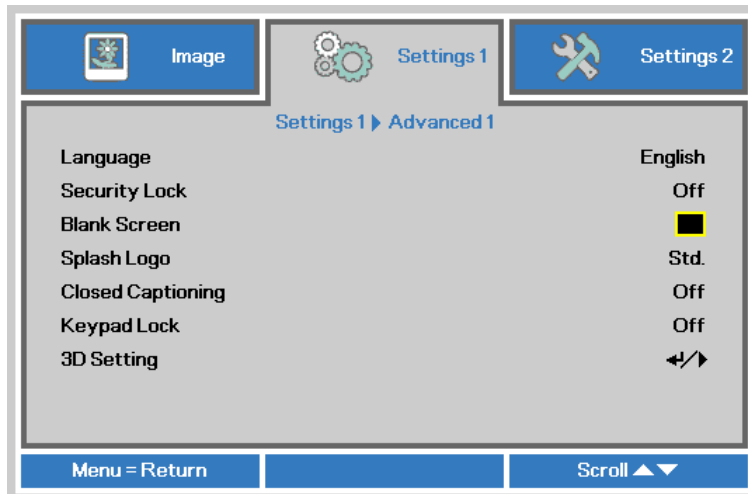 Image Settings 1 Settings 2
Settings 1 Advanced 1
Language English
Security Lock Off
Blank Screen
Splash Logo Std.
Closed Captioning Off
Keypad Lock Off
3D Setting ↵/▶
Menu = Return Scroll ▲▼